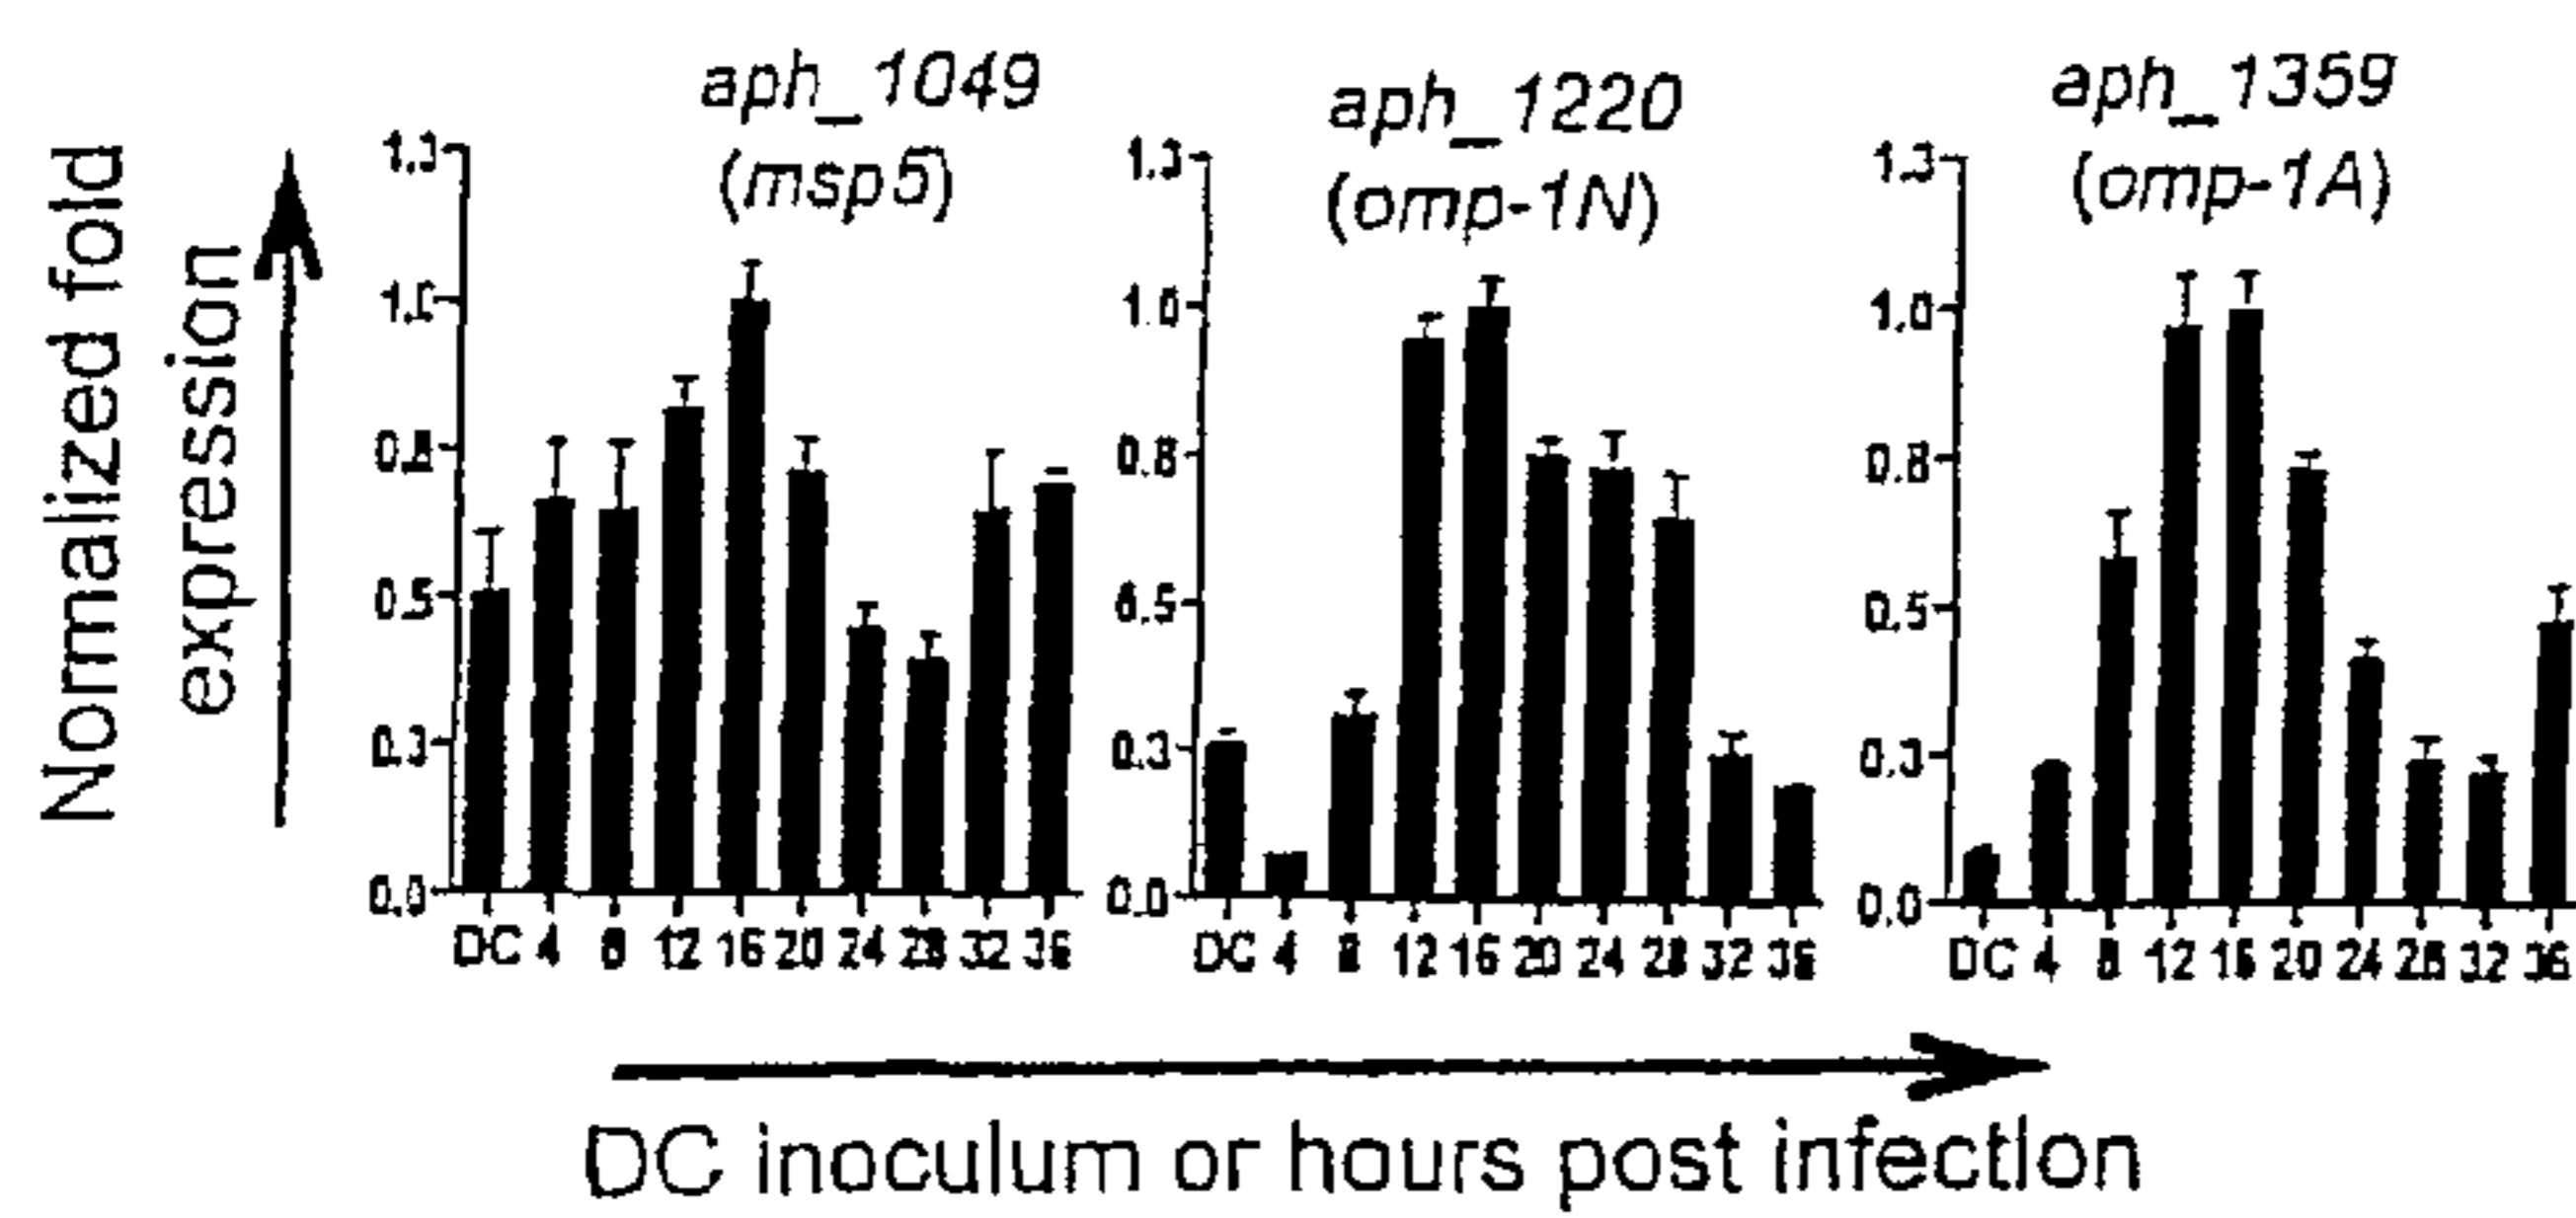 Normalized fold
expression
aph_1049
(msp5)
1.3
1.0
0.8
0.5
0.3
0.0
DC 4 8 12 16 20 24 28 32 36
aph_1220
(omp-1N)
1.3
1.0
0.8
0.5
0.3
0.0
DC 4 8 12 16 20 24 28 32 36
aph_1359
(omp-1A)
1.3
1.0
0.8
0.5
0.3
0.0
DC 4 8 12 16 20 24 28 32 36
DC inoculum or hours post infection